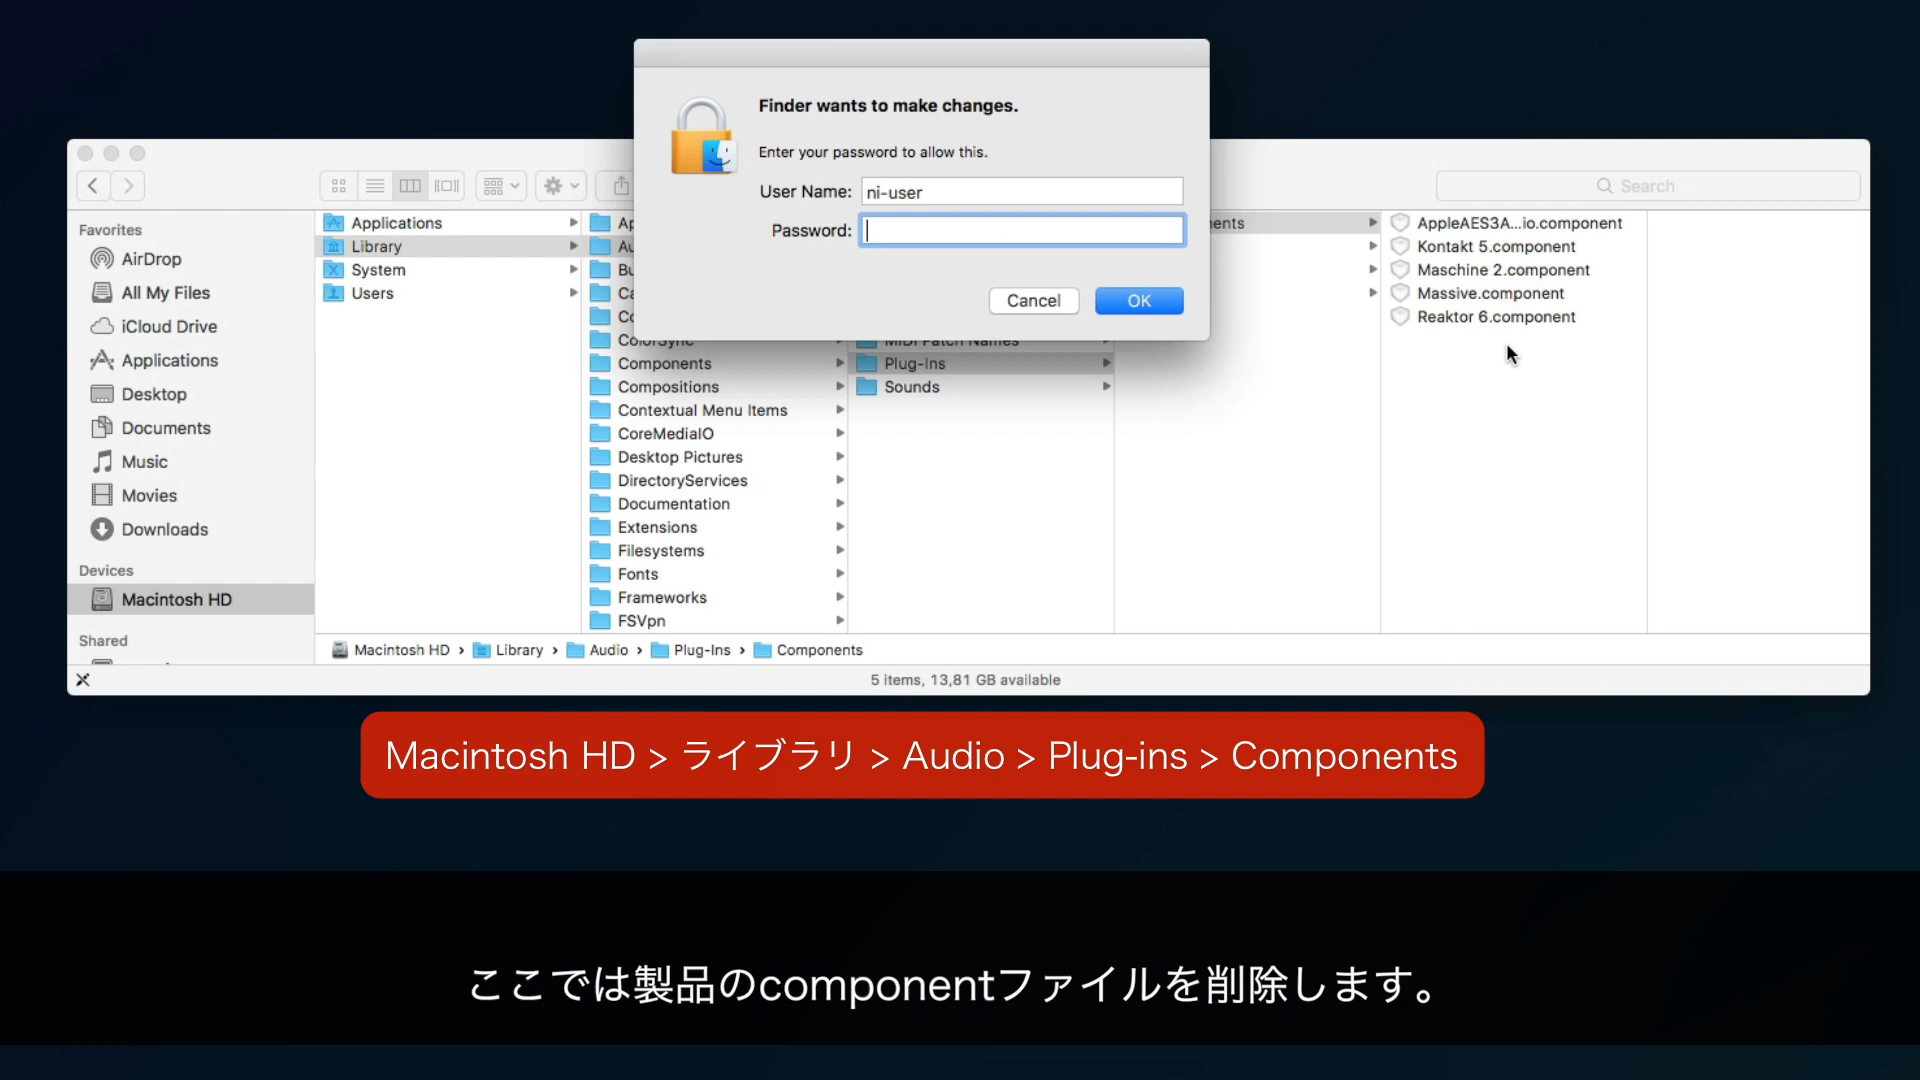 Finder wants to make changes.
Enter your password to allow this.
User Name: ni-user
Password:
Cancel
OK
Search
Favorites
AirDrop
All My Files
iCloud Drive
Applications
Desktop
Documents
Music
Movies
Downloads
Devices
Macintosh HD
Shared
Applications
Library
System
Users
ColorSync
Components
Compositions
Contextual Menu Items
CoreMediaIO
Desktop Pictures
DirectoryServices
Documentation
Extensions
Filesystems
Fonts
Frameworks
FSVpn
MIDI Patch Names
Plug-Ins
Sounds
ents
AppleAES3A...io.component
Kontakt 5.component
Maschine 2.component
Massive.component
Reaktor 6.component
Macintosh HD › Library › Audio › Plug-Ins › Components
5 items, 13,81 GB available
Macintosh HD > ライブラリ > Audio > Plug-ins > Components
ここでは製品のcomponentファイルを削除します。